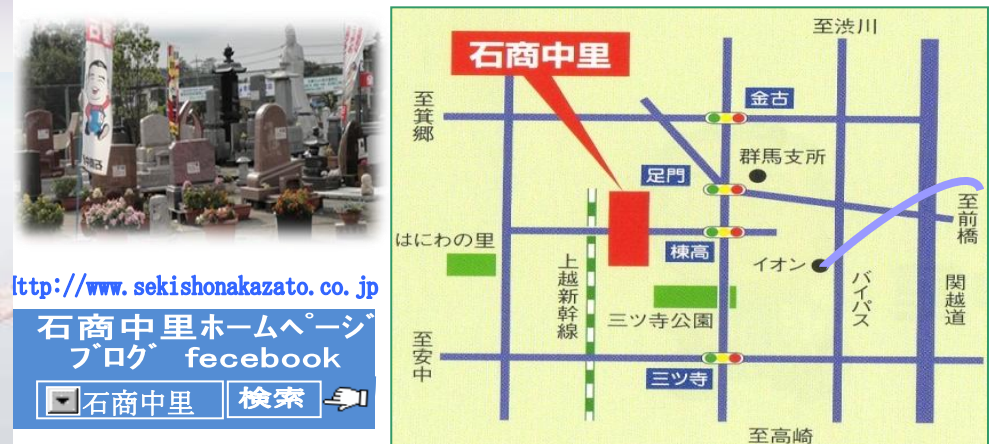 ttp://www.sekishonakazato.co.jp
石商中里ホームページ
ブログ fecebook
石商中里 検索
至渋川
石商中里
至箕郷
金古
群馬支所
足門
至前橋
はにわの里
棟高
イオン
上越新幹線
バイパス
関越道
三ツ寺公園
至安中
三ツ寺
至高崎